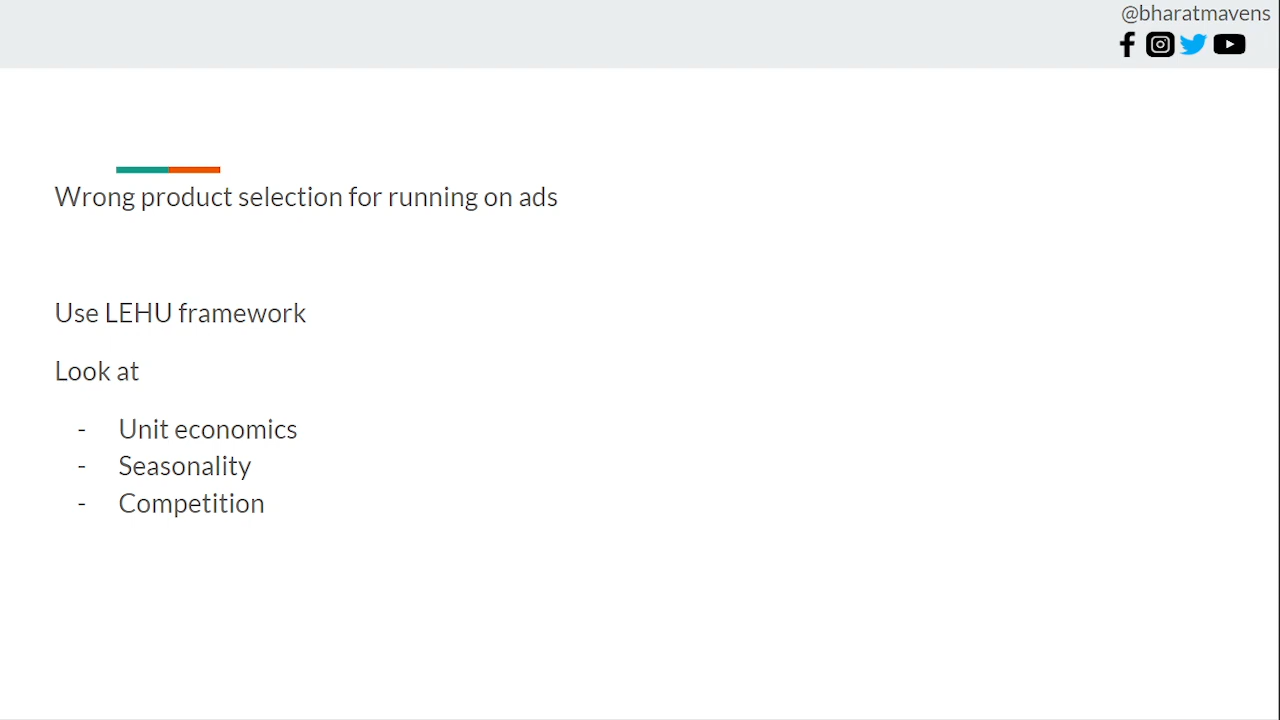 @bharatmavens
Wrong product selection for running on ads
Use LEHU framework
Look at
- Unit economics
- Seasonality
- Competition